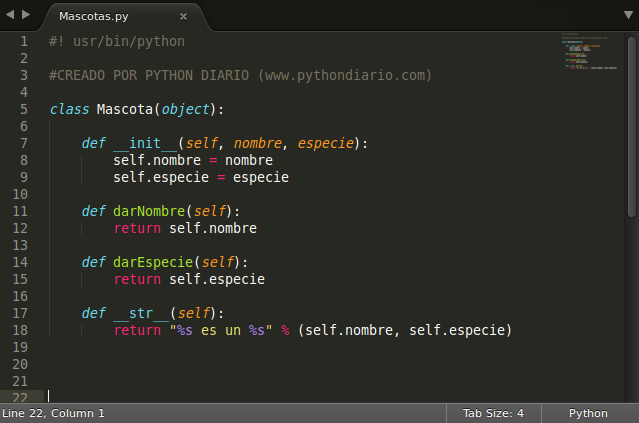 Mascotas.py ×
1 #! usr/bin/python
2
3 #CREADO POR PYTHON DIARIO (www.pythondiario.com)
4
5 class Mascota(object):
6
7 def __init__(self, nombre, especie):
8 self.nombre = nombre
9 self.especie = especie
10
11 def darNombre(self):
12 return self.nombre
13
14 def darEspecie(self):
15 return self.especie
16
17 def __str__(self):
18 return "%s es un %s" % (self.nombre, self.especie)
19
20
21
22
Line 22, Column 1 Tab Size: 4 Python